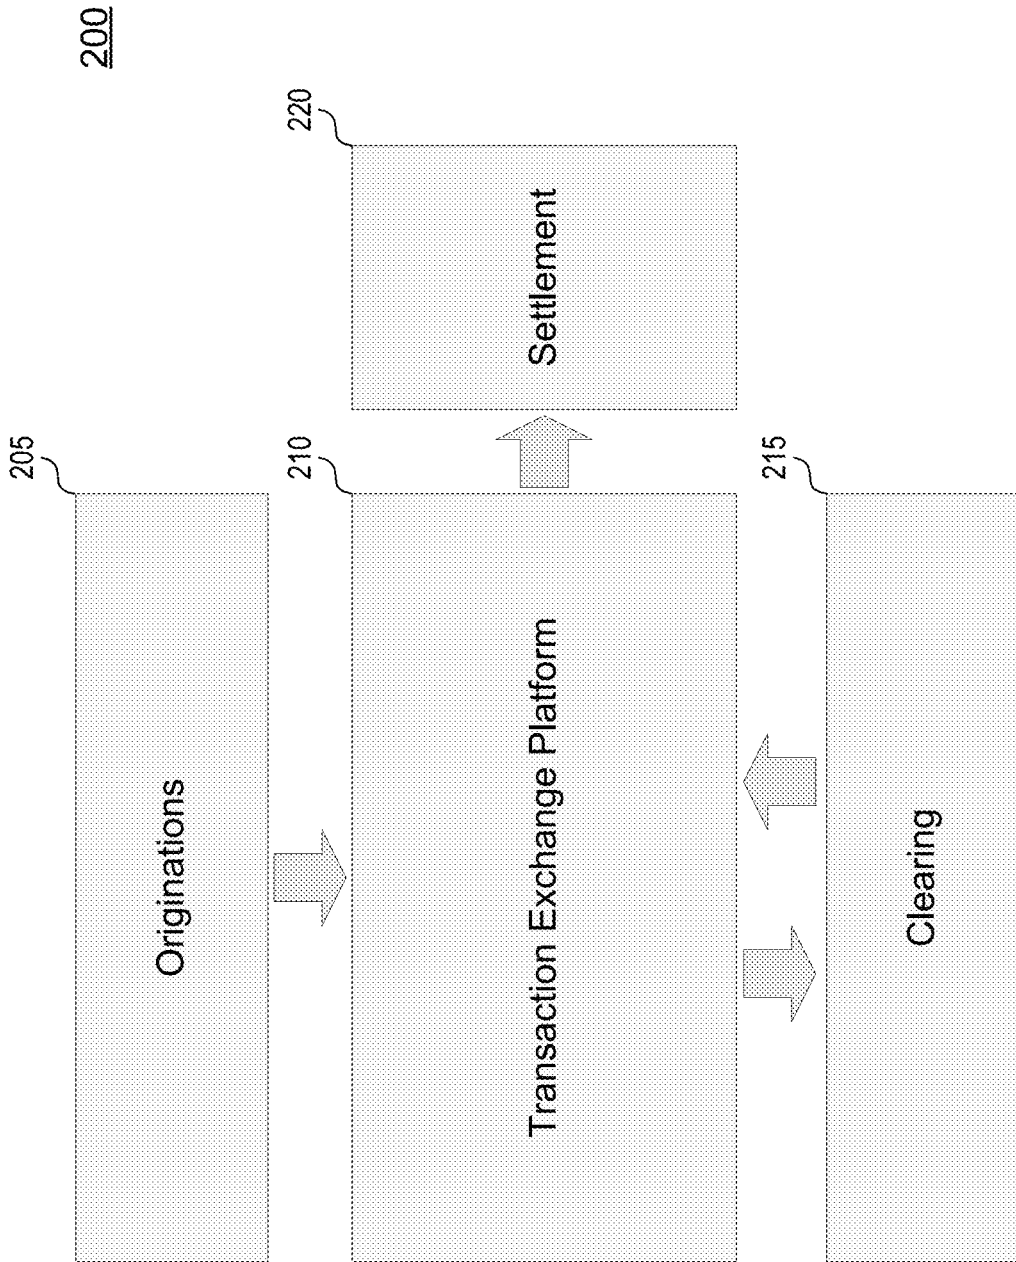 200
205
Originations
210
Transaction Exchange Platform
220
Settlement
215
Clearing